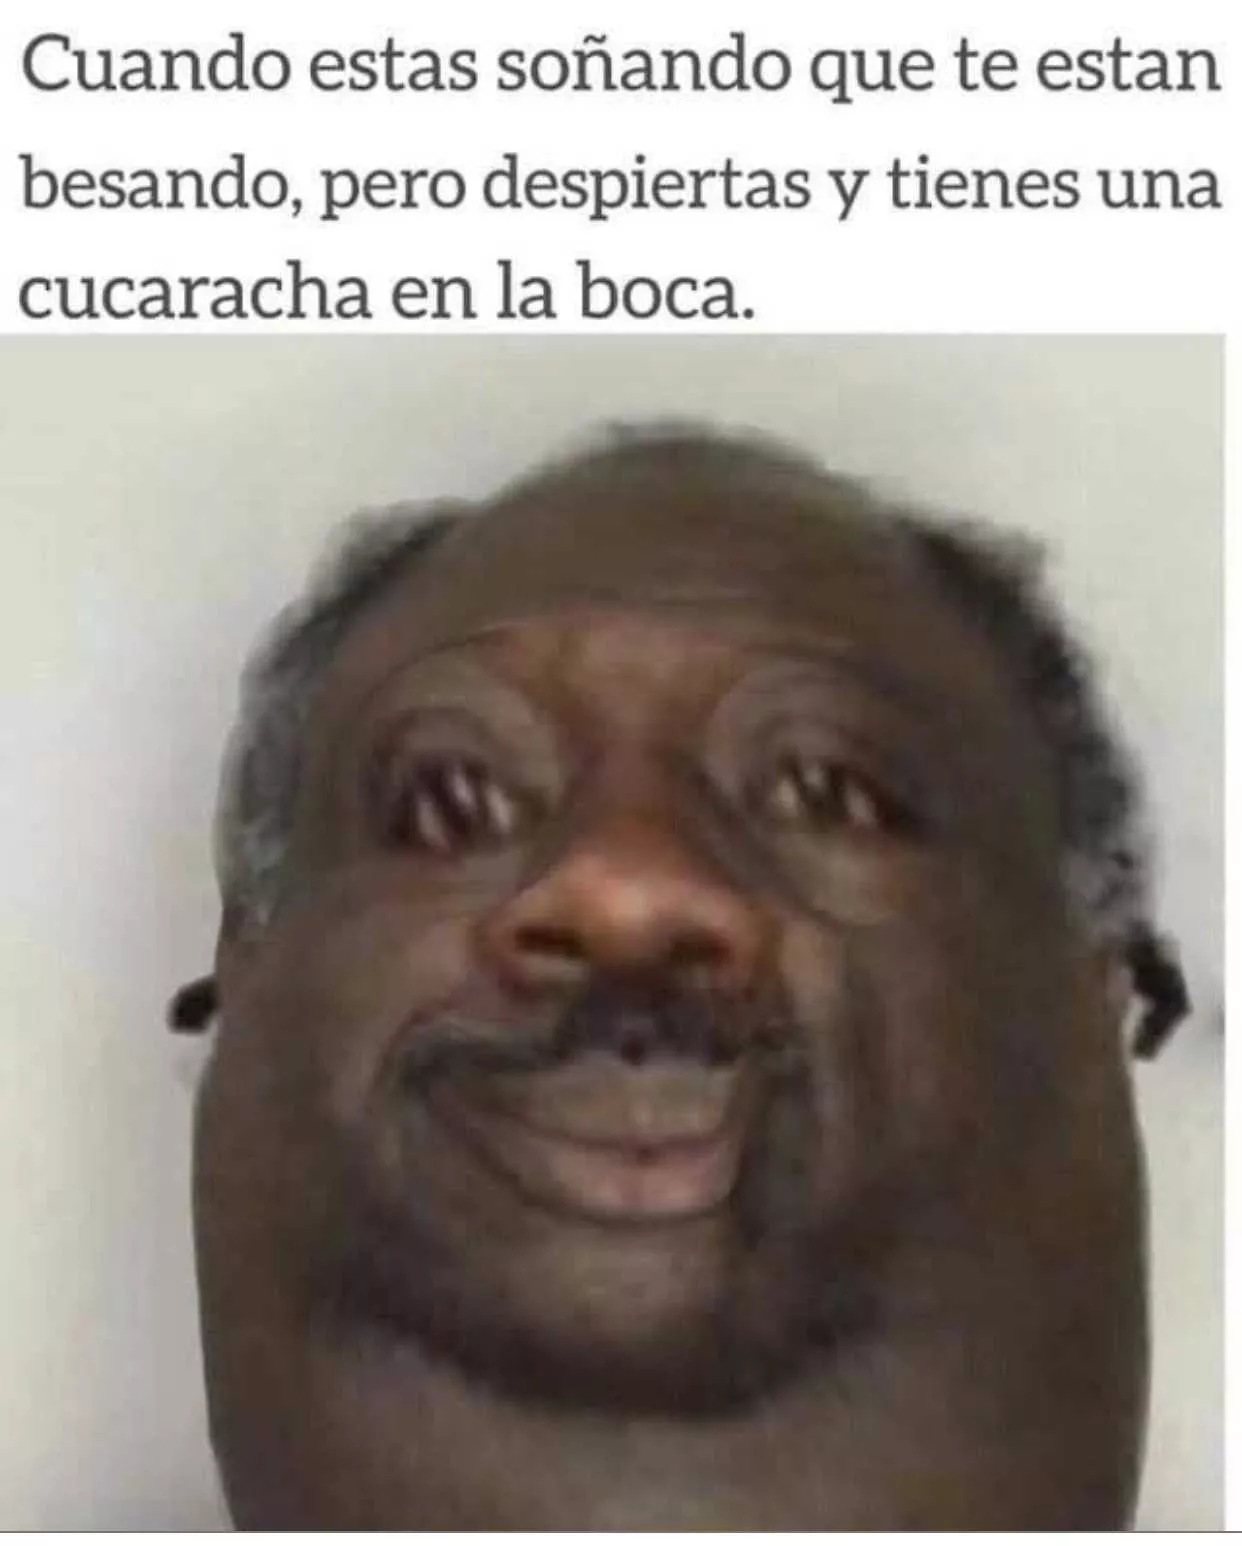 Cuando estas soñando que te estan
besando, pero despiertas y tienes una
cucaracha en la boca.